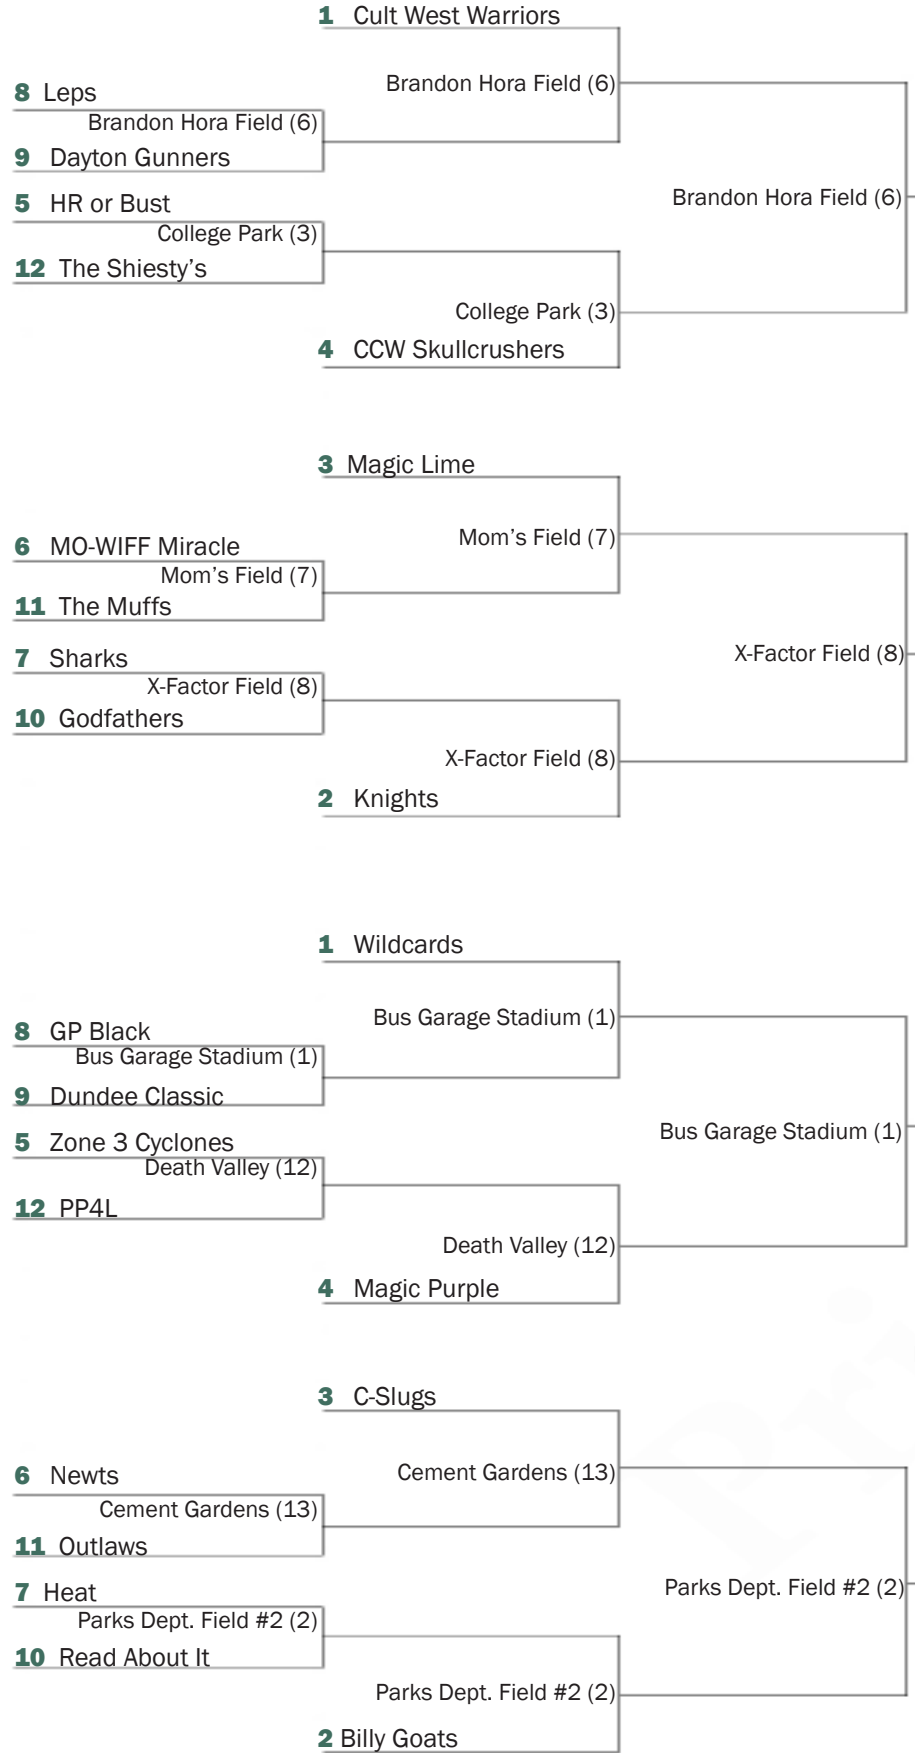 1 Cult West Warriors
Brandon Hora Field (6)
8 Leps
Brandon Hora Field (6)
9 Dayton Gunners
Brandon Hora Field (6)
5 HR or Bust
College Park (3)
12 The Shiesty’s
College Park (3)
4 CCW Skullcrushers
3 Magic Lime
Mom’s Field (7)
6 MO-WIFF Miracle
Mom’s Field (7)
11 The Muffs
X-Factor Field (8)
7 Sharks
X-Factor Field (8)
10 Godfathers
X-Factor Field (8)
2 Knights
1 Wildcards
Bus Garage Stadium (1)
8 GP Black
Bus Garage Stadium (1)
9 Dundee Classic
Bus Garage Stadium (1)
5 Zone 3 Cyclones
Death Valley (12)
12 PP4L
Death Valley (12)
4 Magic Purple
3 C-Slugs
Cement Gardens (13)
6 Newts
Cement Gardens (13)
11 Outlaws
Parks Dept. Field #2 (2)
7 Heat
Parks Dept. Field #2 (2)
10 Read About It
Parks Dept. Field #2 (2)
2 Billy Goats